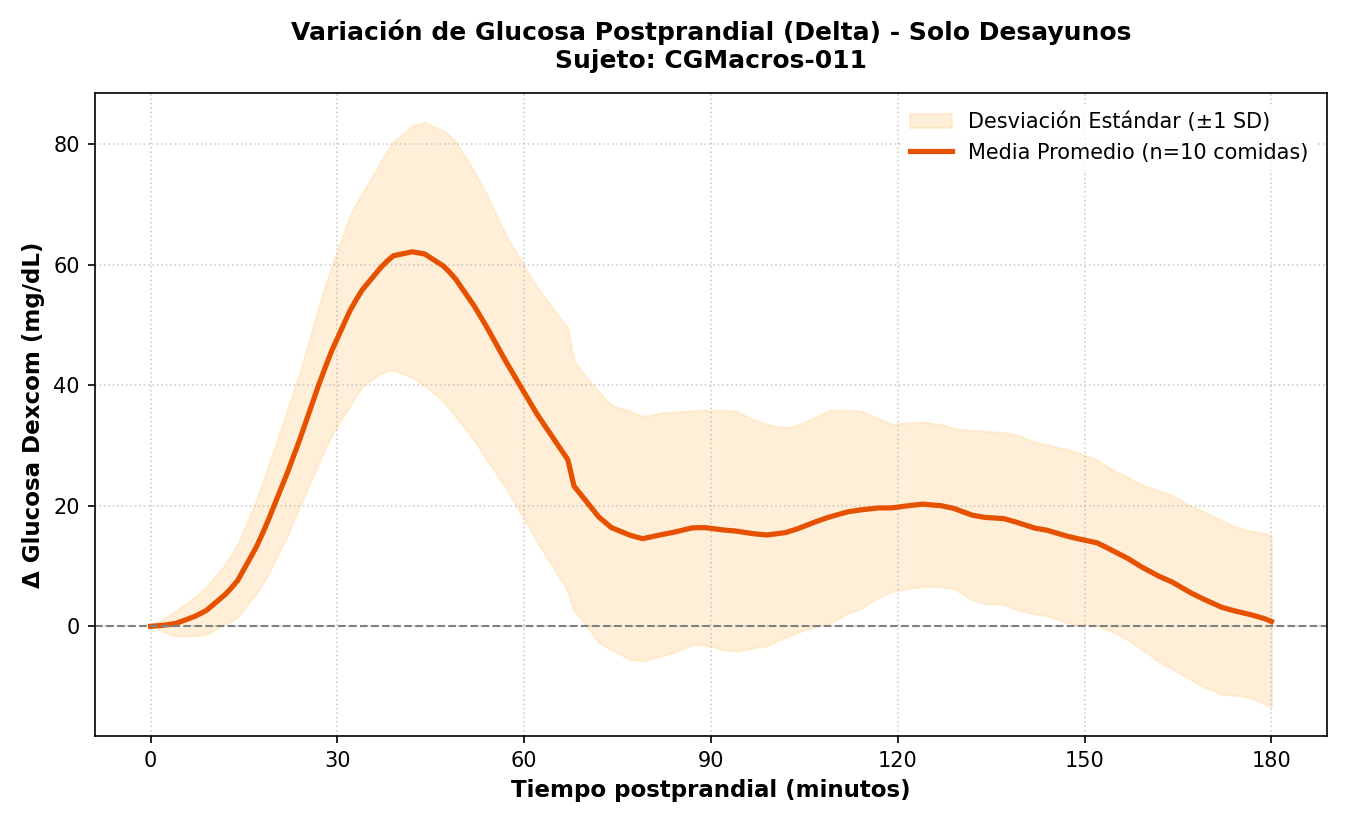 Variación de Glucosa Postprandial (Delta) - Solo Desayunos
Sujeto: CGMacros-011
Desviación Estándar (±1 SD)
Media Promedio (n=10 comidas)
Δ Glucosa Dexcom (mg/dL)
80
60
40
20
0
0 30 60 90 120 150 180
Tiempo postprandial (minutos)